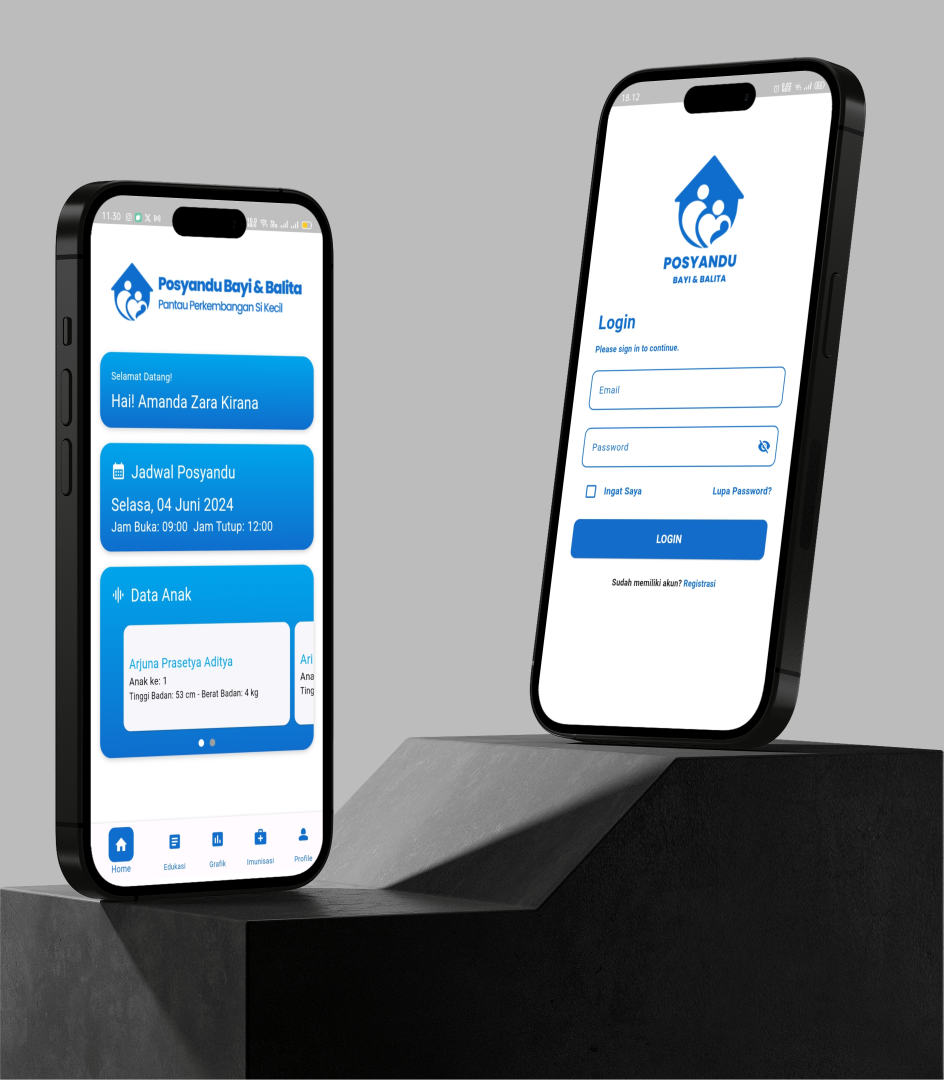 11.30
Posyandu Bayi & Balita
Pantau Perkembangan Si Kecil
Selamat Datang!
Hai! Amanda Zara Kirana
Jadwal Posyandu
Selasa, 04 Juni 2024
Jam Buka: 09:00 Jam Tutup: 12:00
Data Anak
Arjuna Prasetya Aditya
Anak ke: 1
Tinggi Badan: 53 cm - Berat Badan: 4 kg
Ari
Ana
Ting
Home
Edukasi
Grafik
Imunisasi
Profile
18.12
POSYANDU
BAYI & BALITA
Login
Please sign in to continue.
Email
Password
Ingat Saya
Lupa Password?
LOGIN
Sudah memiliki akun? Registrasi